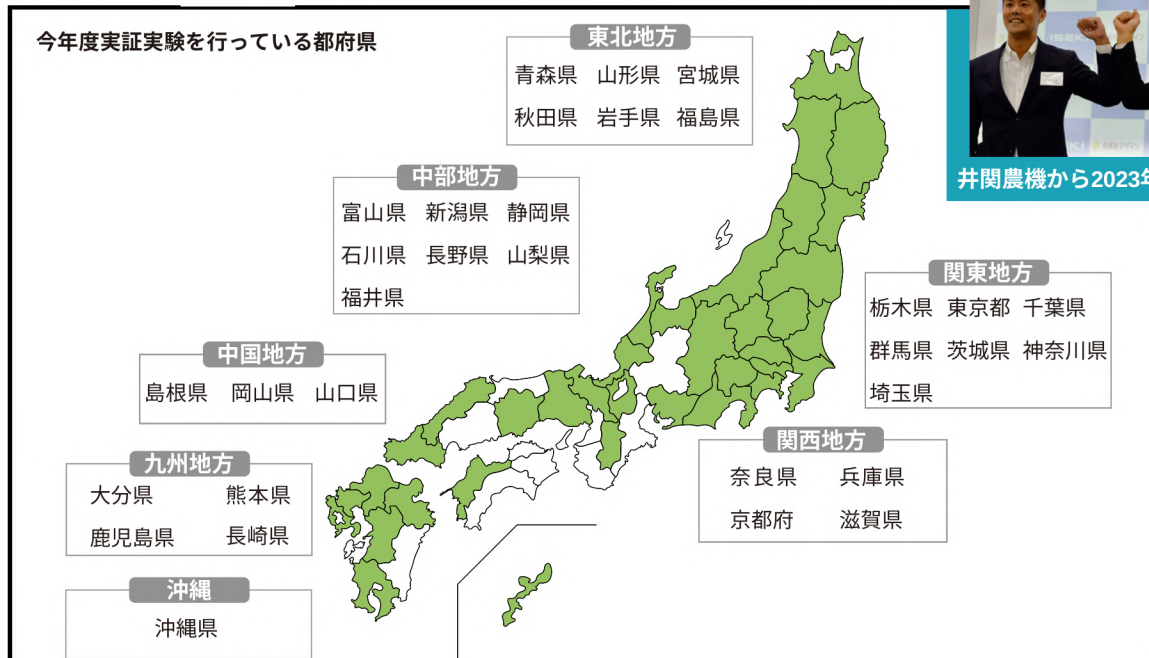 今年度実証実験を行っている都府県
東北地方
青森県 山形県 宮城県
秋田県 岩手県 福島県
中部地方
富山県 新潟県 静岡県
石川県 長野県 山梨県
福井県
井関農機から2023年
関東地方
栃木県 東京都 千葉県
群馬県 茨城県 神奈川県
埼玉県
中国地方
島根県 岡山県 山口県
関西地方
奈良県 兵庫県
京都府 滋賀県
九州地方
大分県 熊本県
鹿児島県 長崎県
沖縄
沖縄県